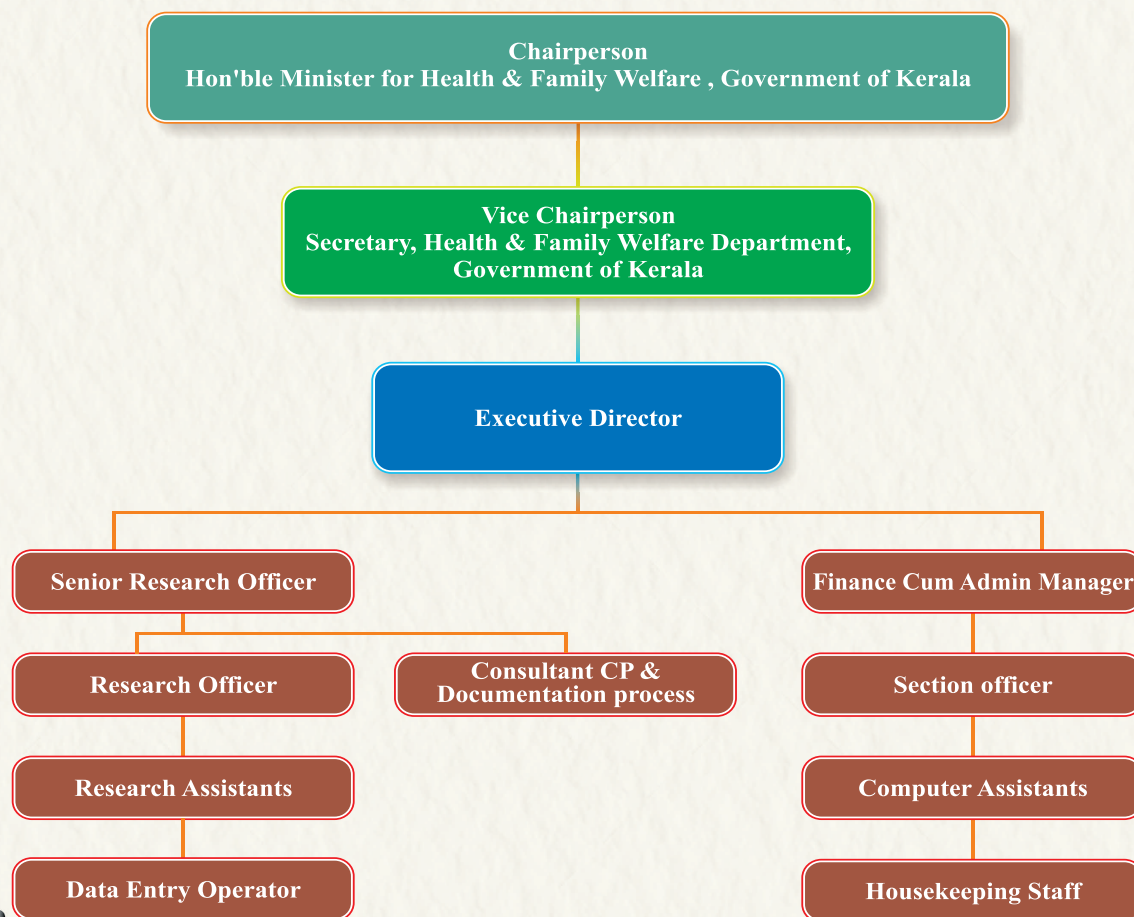 Chairperson
Hon'ble Minister for Health & Family Welfare , Government of Kerala
Vice Chairperson
Secretary, Health & Family Welfare Department,
Government of Kerala
Executive Director
Senior Research Officer
Finance Cum Admin Manager
Research Officer
Consultant CP &
Documentation process
Section officer
Research Assistants
Computer Assistants
Data Entry Operator
Housekeeping Staff